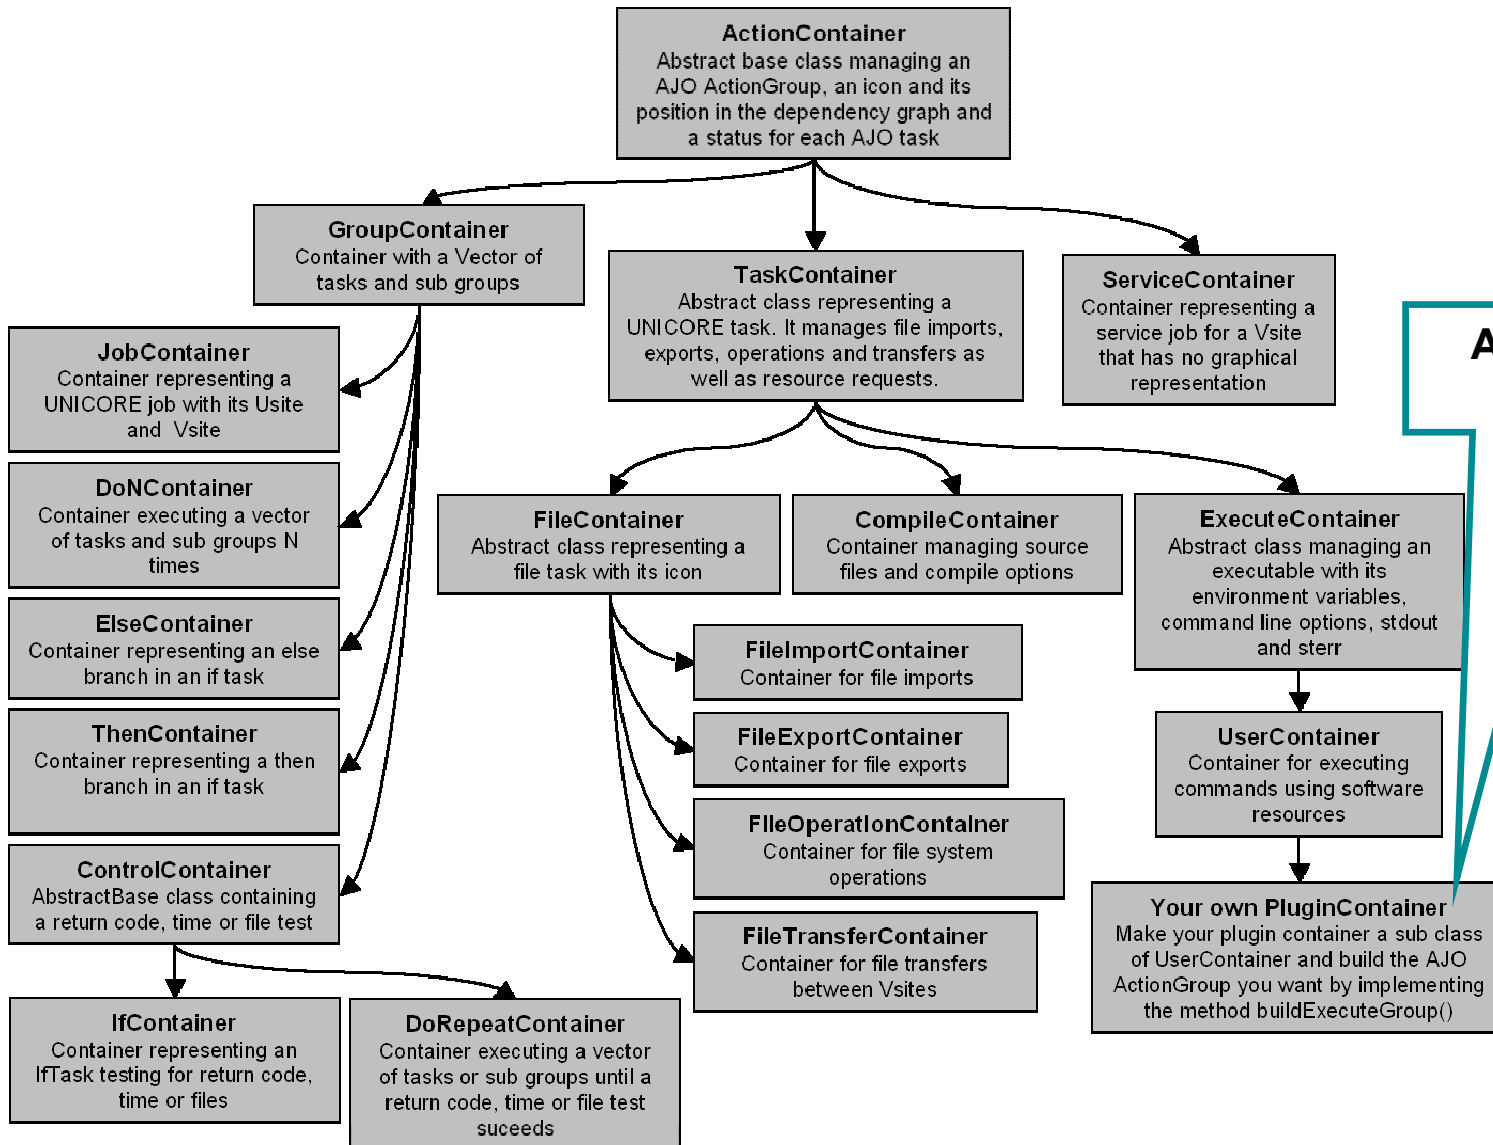 ActionContainer
Abstract base class managing an
AJO ActionGroup, an icon and its
position in the dependency graph and
a status for each AJO task
GroupContainer
Container with a Vector of
tasks and sub groups
TaskContainer
Abstract class representing a
UNICORE task. It manages file imports,
exports, operations and transfers as
well as resource requests.
ServiceContainer
Container representing a
service job for a Vsite
that has no graphical
representation
A
JobContainer
Container representing a
UNICORE job with its Usite
and Vsite
DoNContainer
Container executing a vector
of tasks and sub groups N
times
ElseContainer
Container representing an else
branch in an if task
ThenContainer
Container representing a then
branch in an if task
ControlContainer
AbstractBase class containing
a return code, time or file test
IfContainer
Container representing an
IfTask testing for return code,
time or files
DoRepeatContainer
Container executing a vector
of tasks or sub groups until a
return code, time or file test
suceeds
FileContainer
Abstract class representing a
file task with its icon
CompileContainer
Container managing source
files and compile options
ExecuteContainer
Abstract class managing an
executable with its
environment variables,
command line options, stdout
and sterr
FileImportContainer
Container for file imports
FileExportContainer
Container for file exports
FileOperationContainer
Container for file system
operations
FileTransferContainer
Container for file transfers
between Vsites
UserContainer
Container for executing
commands using software
resources
Your own PluginContainer
Make your plugin container a sub class
of UserContainer and build the AJO
ActionGroup you want by implementing
the method buildExecuteGroup()